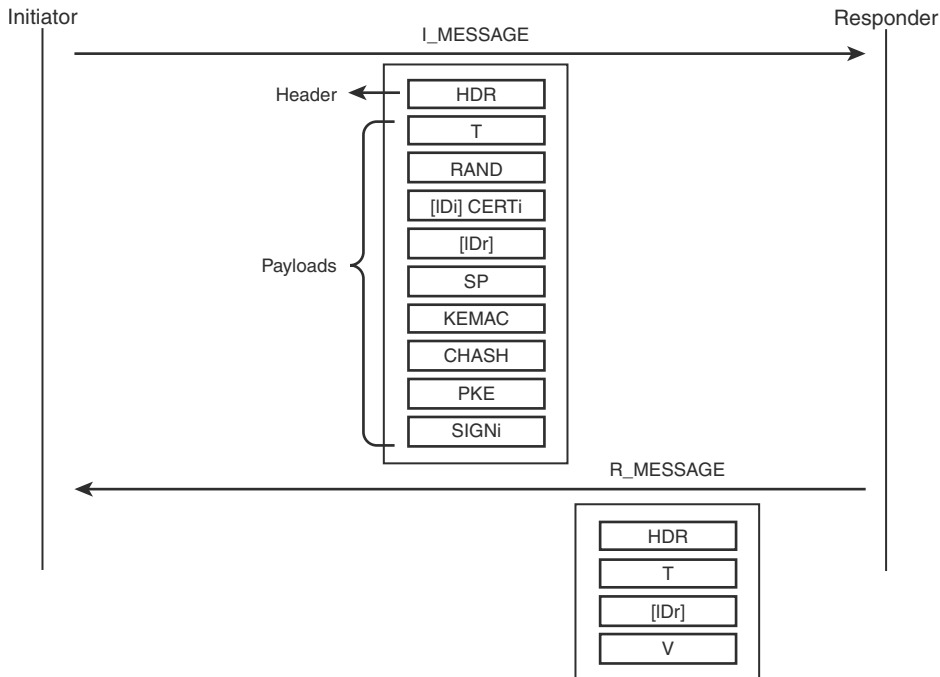 Initiator
Responder
I_MESSAGE
Header
HDR
T
RAND
[IDi] CERTi
[IDr]
Payloads
SP
KEMAC
CHASH
PKE
SIGNi
R_MESSAGE
HDR
T
[IDr]
V